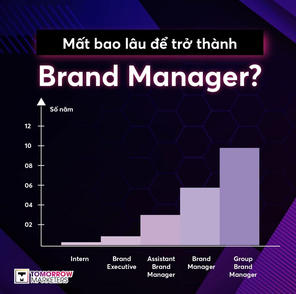 Mất bao lâu để trở thành
Brand Manager?
Số năm
12
10
08
06
04
02
Intern
Brand
Executive
Assistant
Brand
Manager
Brand
Manager
Group
Brand
Manager
TOMORROW
MARKETERS